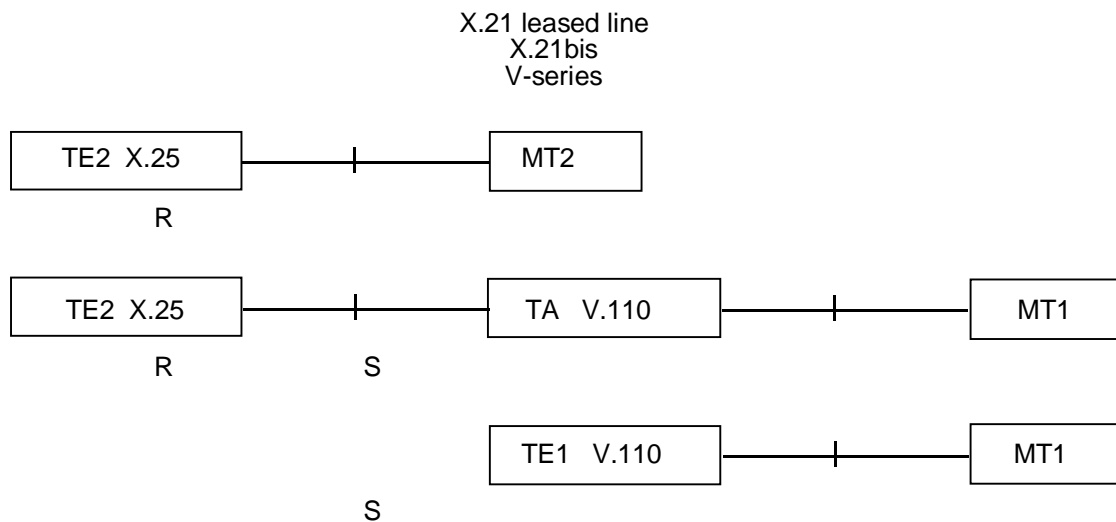 X.21 leased line
X.21bis
V-series
TE2 X.25
MT2
R
TE2 X.25
TA V.110
MT1
R
S
TE1 V.110
MT1
S